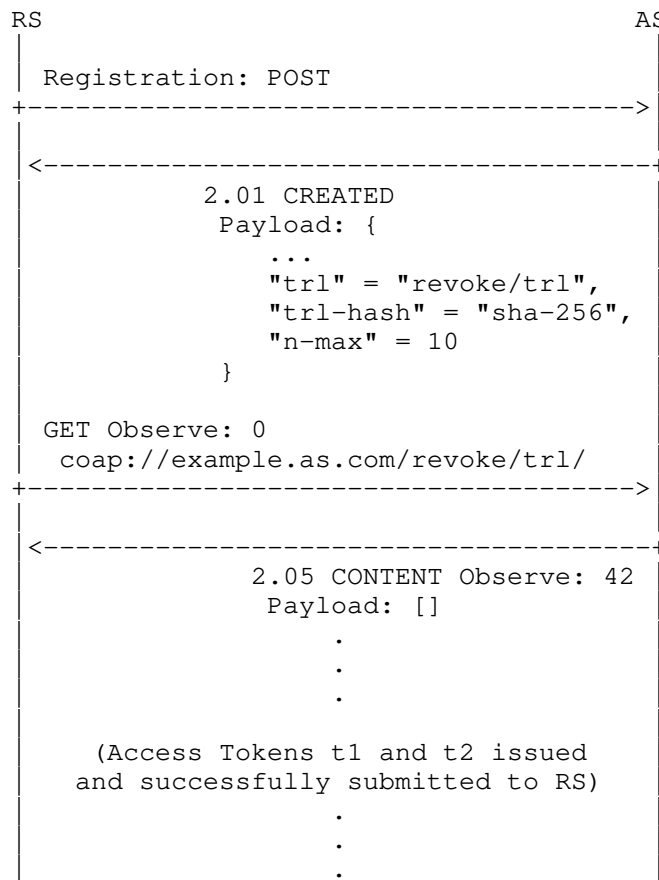 RS AS
Registration: POST
+-------------------------------------->
<--------------------------------------+
2.01 CREATED
Payload: {
...
"trl" = "revoke/trl",
"trl-hash" = "sha-256",
"n-max" = 10
}
GET Observe: 0
coap://example.as.com/revoke/trl/
+-------------------------------------->
<--------------------------------------+
2.05 CONTENT Observe: 42
Payload: []
.
.
.
(Access Tokens t1 and t2 issued
and successfully submitted to RS)
.
.
.